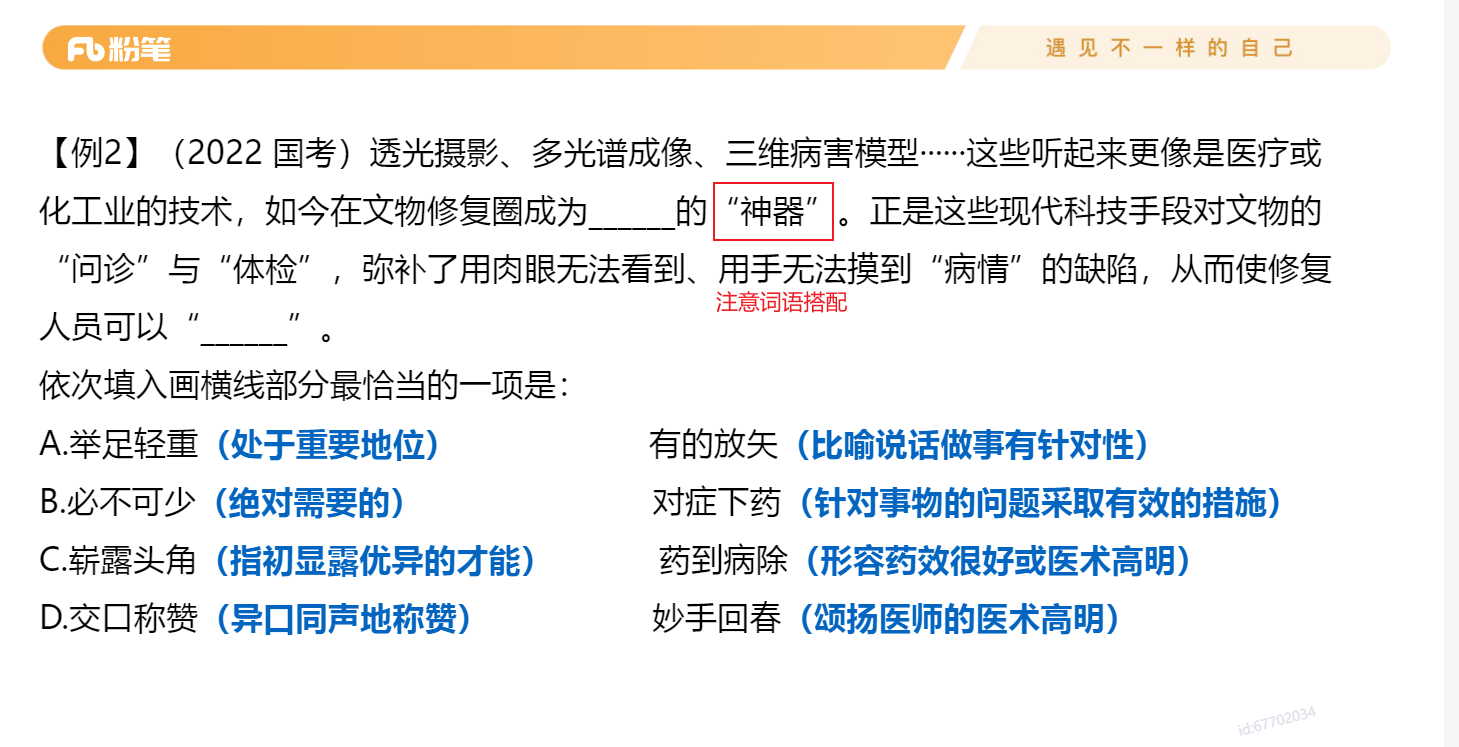 粉笔
遇见不一样的自己
【例2】（2022 国考）透光摄影、多光谱成像、三维病害模型……这些听起来更像是医疗或
化工业的技术，如今在文物修复圈成为______的“神器”。正是这些现代科技手段对文物的
“问诊”与“体检”，弥补了用肉眼无法看到、用手无法摸到“病情”的缺陷，从而使修复
注意词语搭配
人员可以“______”。
依次填入画横线部分最恰当的一项是：
A.举足轻重（处于重要地位） 有的放矢（比喻说话做事有针对性）
B.必不可少（绝对需要的） 对症下药（针对事物的问题采取有效的措施）
C.崭露头角（指初显露优异的才能） 药到病除（形容药效很好或医术高明）
D.交口称赞（异口同声地称赞） 妙手回春（颂扬医师的医术高明）
id:67702034